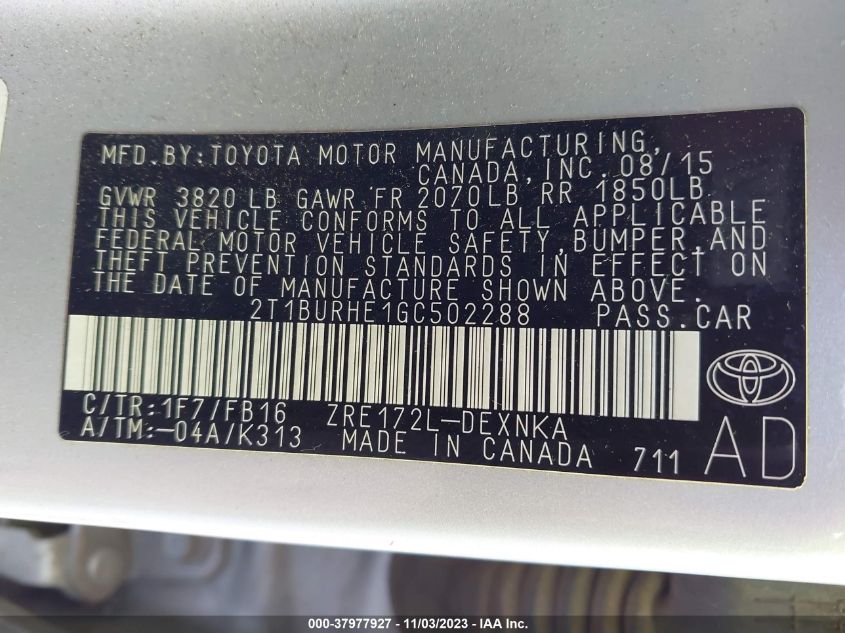 MFD.BY:TOYOTA MOTOR MANUFACTURING,
CANADA,INC.08/15
GVWR 3820 LB GAWR FR 2070LB RR 1850LB
THIS VEHICLE CONFORMS TO ALL APPLICABLE
FEDERAL MOTOR VEHICLE SAFETY,BUMPER,AND
THEFT PREVENTION STANDARDS IN EFFECT ON
THE DATE OF MANUFACTURE SHOWN ABOVE.
2T1BURHE1GC502288 PASS.CAR
C/TR:1F7/FB16 ZRE172L-DEXNKA
A/TM:-04A/K313 MADE IN CANADA 711 AD
000-37977927 | 11/03/2023 - IAA Inc.